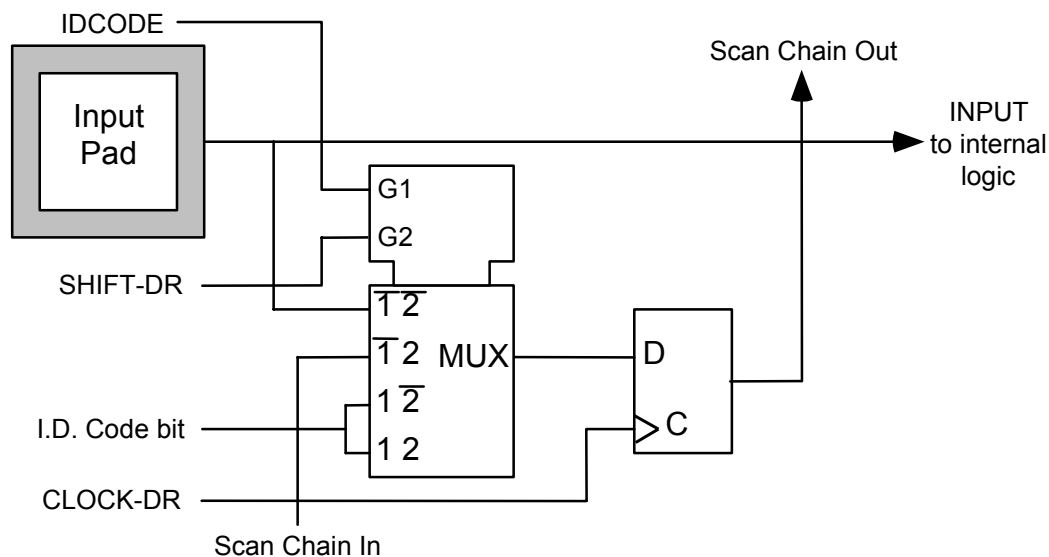 IDCODE
Scan Chain Out
Input
Pad
INPUT
to internal
logic
G1
G2
SHIFT-DR
1̅ 2̅
1̅ 2
MUX
D
1 2̅
I.D. Code bit
C
1 2
CLOCK-DR
Scan Chain In